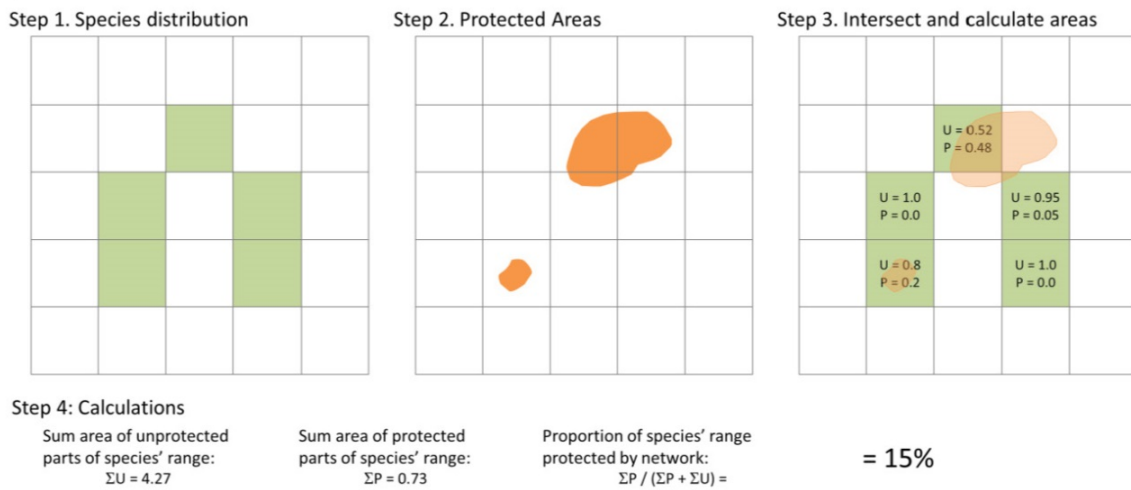 Step 1. Species distribution
Step 2. Protected Areas
Step 3. Intersect and calculate areas
U = 0.52
P = 0.48
U = 1.0
P = 0.0
U = 0.95
P = 0.05
U = 0.8
P = 0.2
U = 1.0
P = 0.0
Step 4: Calculations
Sum area of unprotected
parts of species' range:
ΣU = 4.27
Sum area of protected
parts of species' range:
ΣP = 0.73
Proportion of species' range
protected by network:
ΣP / (ΣP + ΣU) =
= 15%